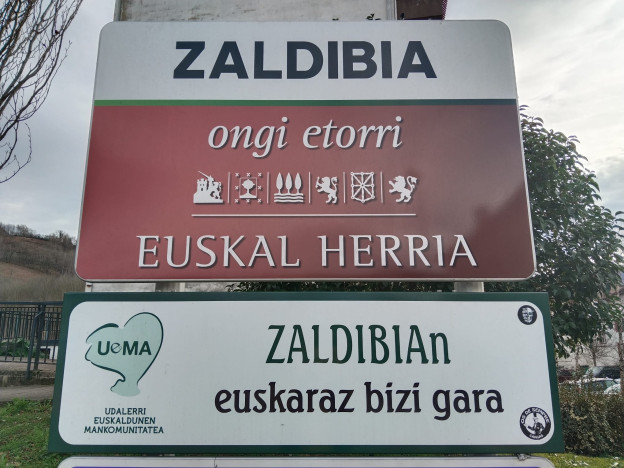 ZALDIBIA
ongi etorri
EUSKAL HERRIA
UeMA
UDALERRI
EUSKALDUNEN
MANKOMUNITATEA
ZALDIBIAn
euskaraz bizi gara